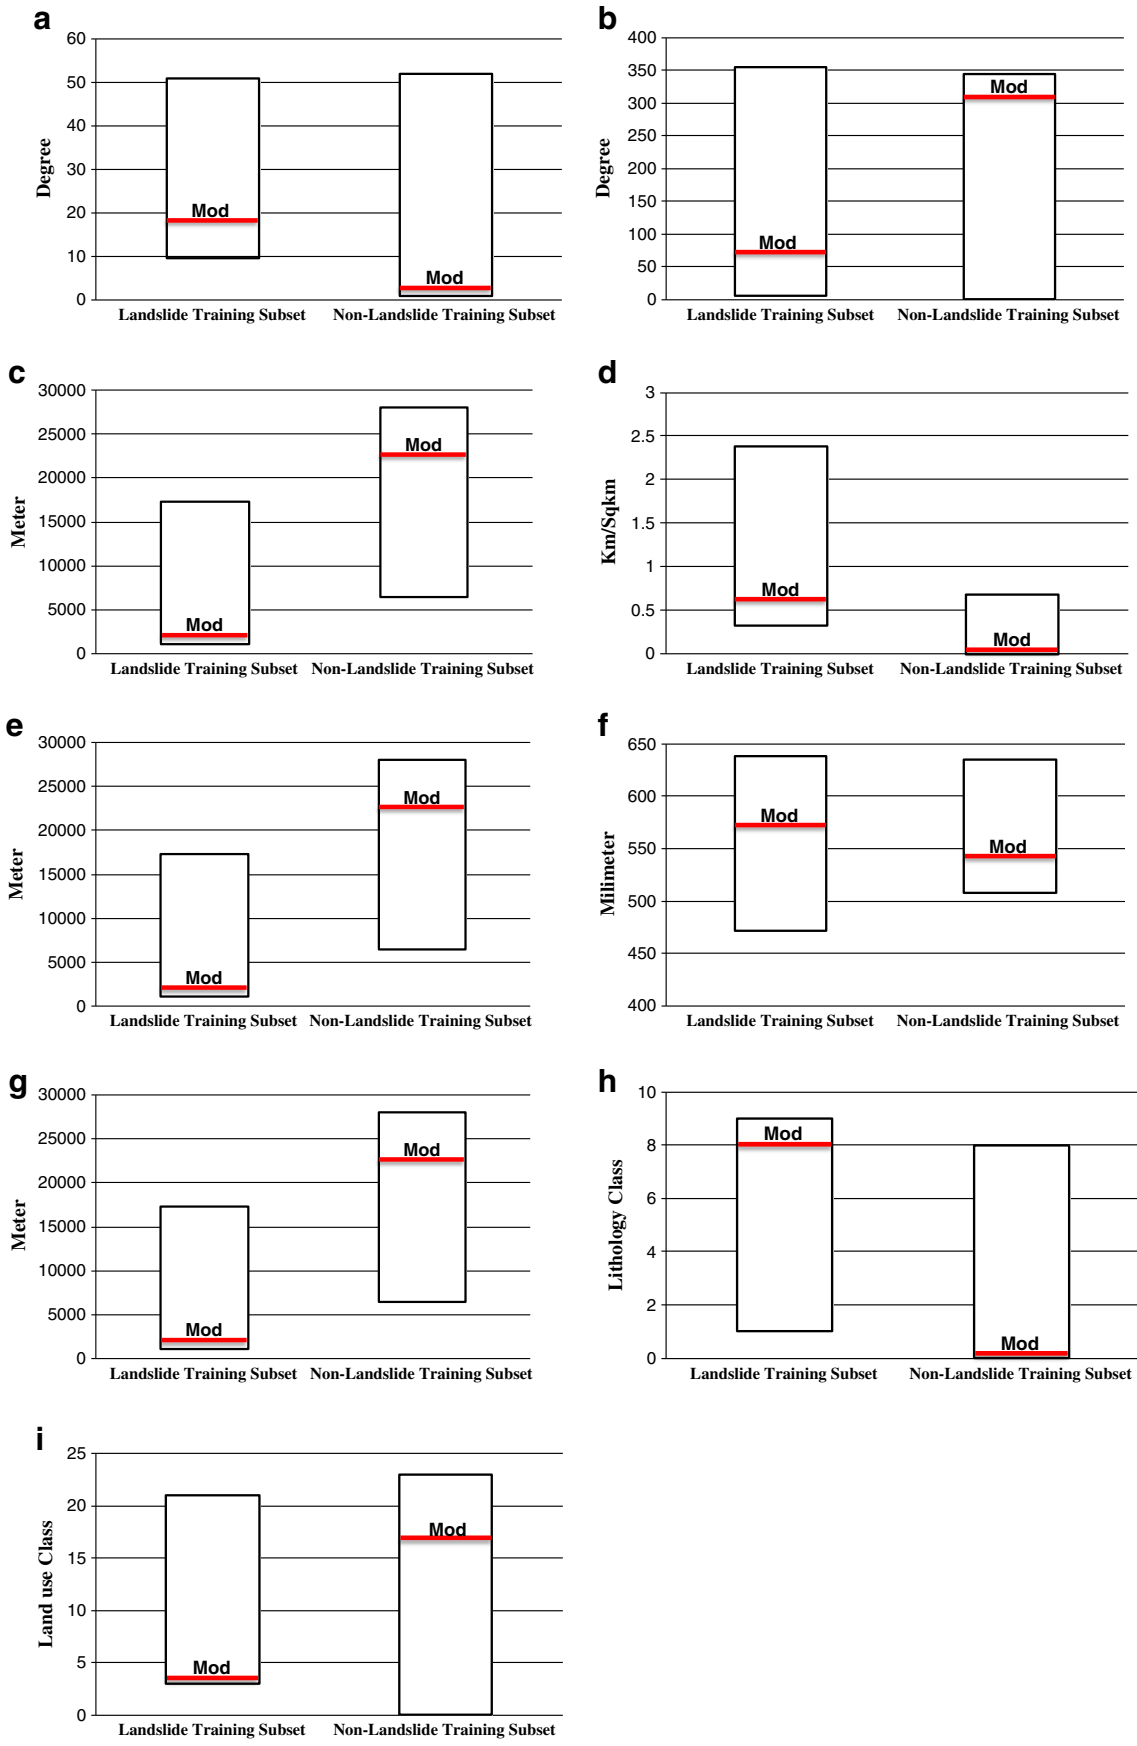 a
60
50
40
30
20
10
0
Degree
Mod
Mod
Landslide Training Subset
Non-Landslide Training Subset
b
400
350
300
250
200
150
100
50
0
Degree
Mod
Mod
Landslide Training Subset
Non-Landslide Training Subset
c
30000
25000
20000
15000
10000
5000
0
Meter
Mod
Mod
Landslide Training Subset
Non-Landslide Training Subset
d
3
2.5
2
1.5
1
0.5
0
Km/Sqkm
Mod
Mod
Landslide Training Subset
Non-Landslide Training Subset
e
30000
25000
20000
15000
10000
5000
0
Meter
Mod
Mod
Landslide Training Subset
Non-Landslide Training Subset
f
650
600
550
500
450
400
Milimeter
Mod
Mod
Landslide Training Subset
Non-Landslide Training Subset
g
30000
25000
20000
15000
10000
5000
0
Meter
Mod
Mod
Landslide Training Subset
Non-Landslide Training Subset
h
10
8
6
4
2
0
Lithology Class
Mod
Mod
Landslide Training Subset
Non-Landslide Training Subset
i
25
20
15
10
5
0
Land use Class
Mod
Mod
Landslide Training Subset
Non-Landslide Training Subset